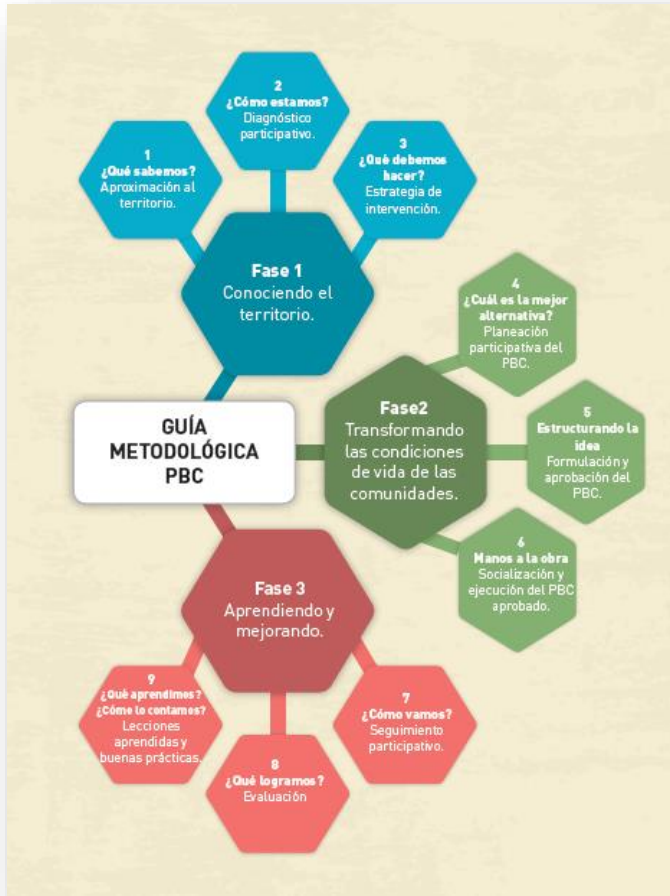 GUÍA
METODOLÓGICA
PBC
Fase 1
Conociendo el
territorio.
1
¿Qué sabemos?
Aproximación al
territorio.
2
¿Cómo estamos?
Diagnóstico
participativo.
3
¿Qué debemos
hacer?
Estrategia de
intervención.
Fase2
Transformando
las condiciones
de vida de las
comunidades.
4
¿Cuál es la mejor
alternativa?
Planeación
participativa del
PBC.
5
Estructurando la
idea
Formulación y
aprobación del
PBC.
6
Manos a la obra
Socialización y
ejecución del PBC
aprobado.
Fase 3
Aprendiendo y
mejorando.
7
¿Cómo vamos?
Seguimiento
participativo.
8
¿Qué logramos?
Evaluación
9
¿Qué aprendimos?
¿Cóme lo contamos?
Lecciones
aprendidas y
buenas prácticas.